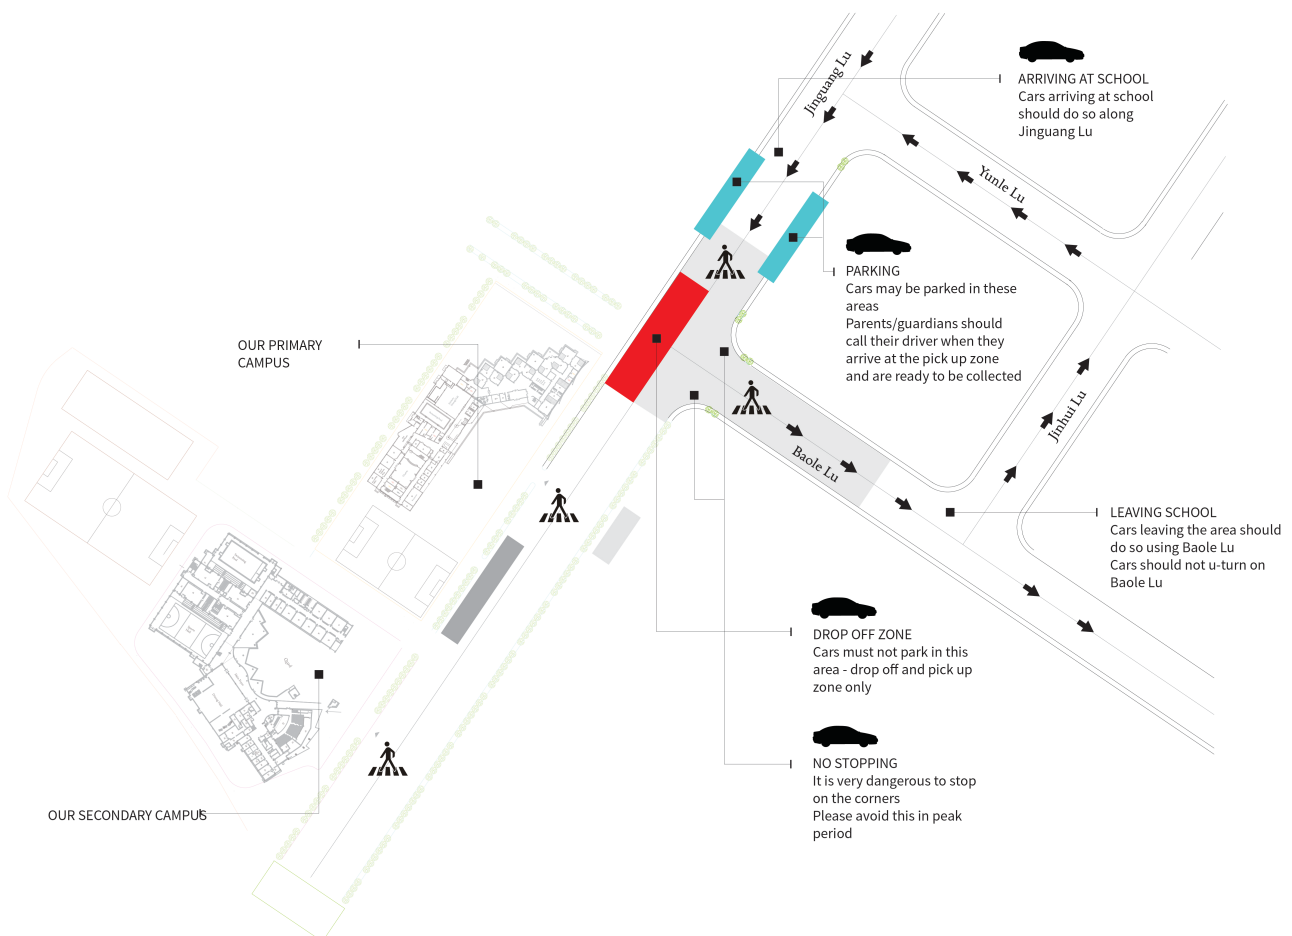 Jinguang Lu
ARRIVING AT SCHOOL
Cars arriving at school
should do so along
Jinguang Lu
Yunle Lu
PARKING
Cars may be parked in these
areas
Parents/guardians should
call their driver when they
arrive at the pick up zone
and are ready to be collected
OUR PRIMARY
CAMPUS
Jinhui Lu
Baole Lu
LEAVING SCHOOL
Cars leaving the area should
do so using Baole Lu
Cars should not u-turn on
Baole Lu
DROP OFF ZONE
Cars must not park in this
area - drop off and pick up
zone only
NO STOPPING
It is very dangerous to stop
on the corners
Please avoid this in peak
period
OUR SECONDARY CAMPUS